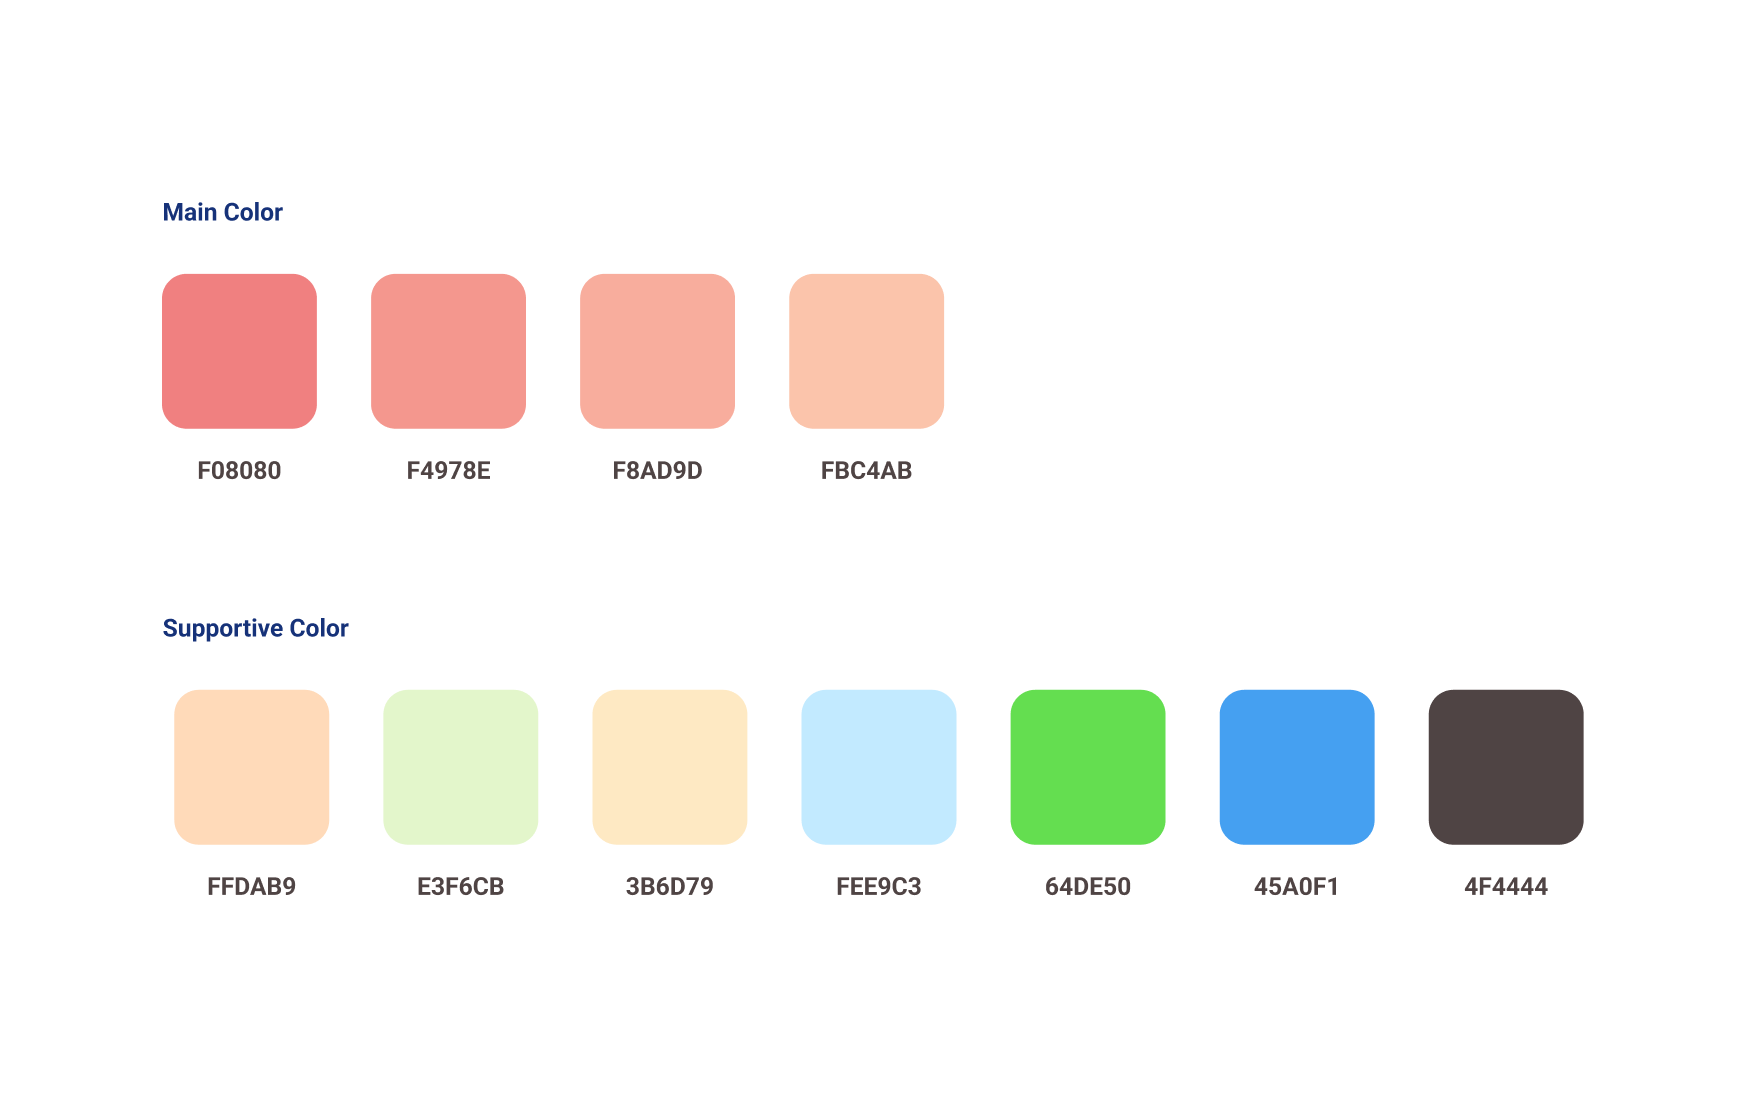 Main Color
F08080
F4978E
F8AD9D
FBC4AB
Supportive Color
FFDAB9
E3F6CB
3B6D79
FEE9C3
64DE50
45A0F1
4F4444